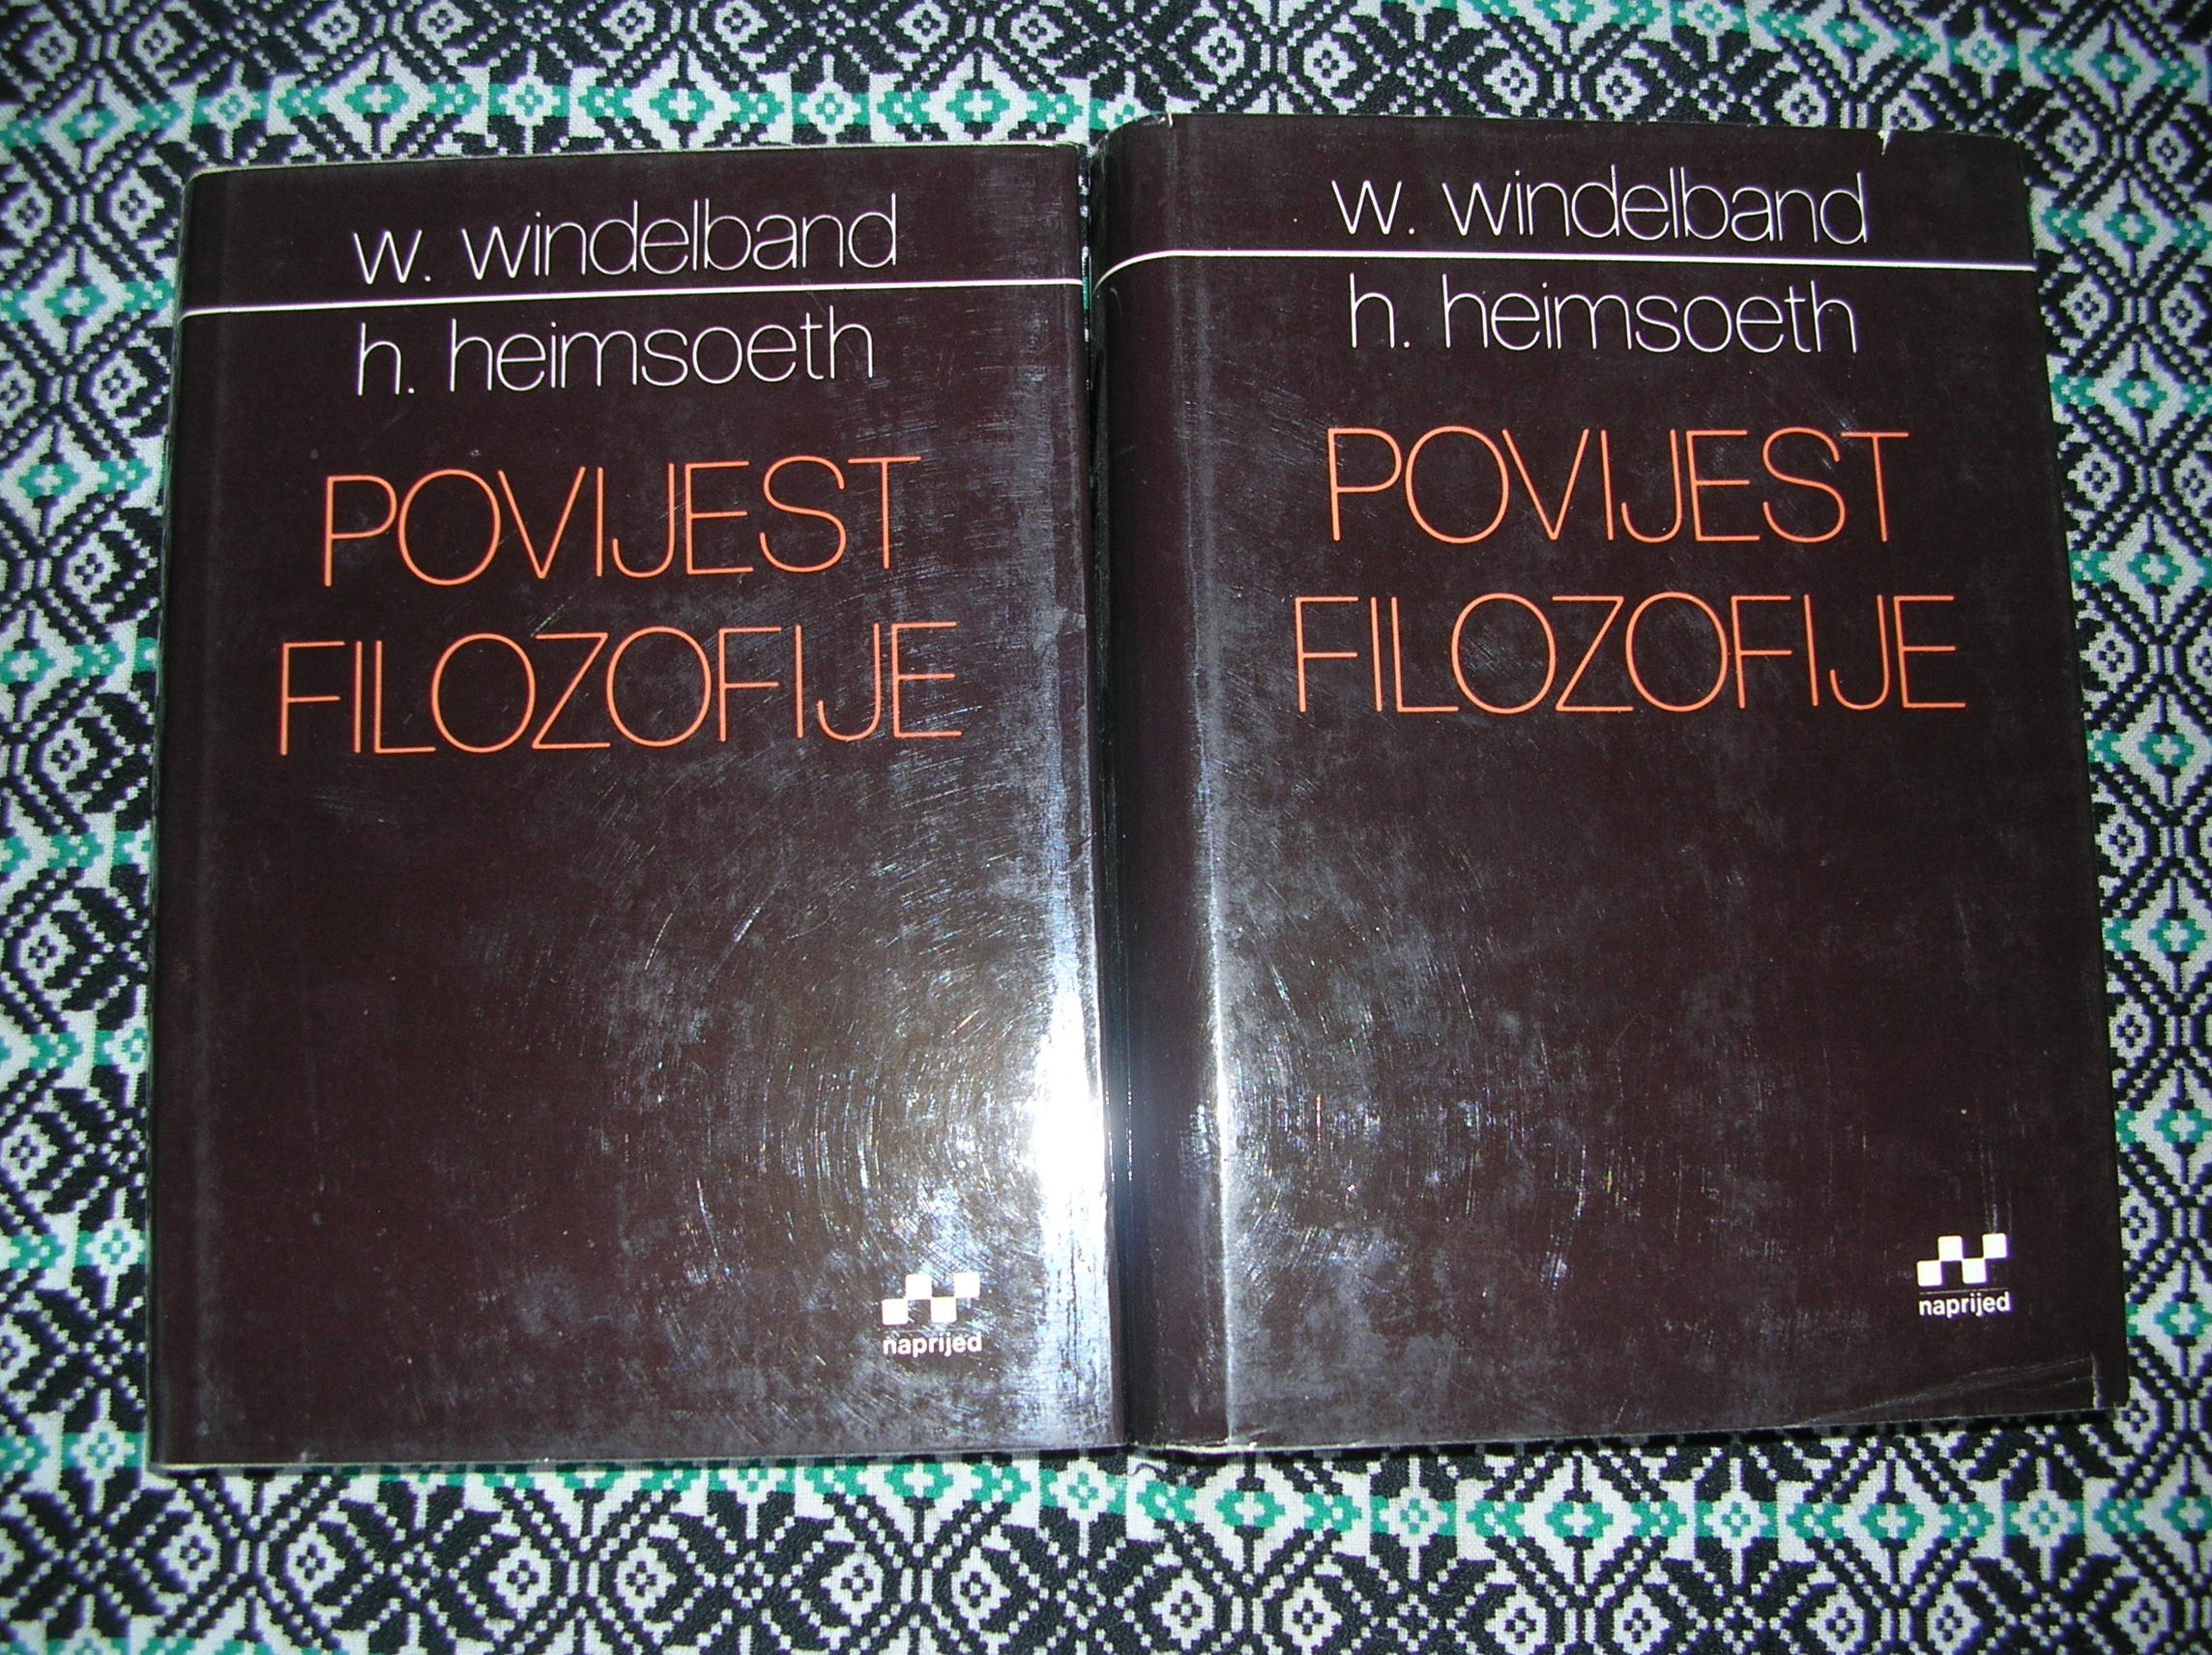 w. windelband
h. heimsoeth
POVIJEST
FILOZOFIJE
naprijed
w. windelband
h. heimsoeth
POVIJEST
FILOZOFIJE
naprijed